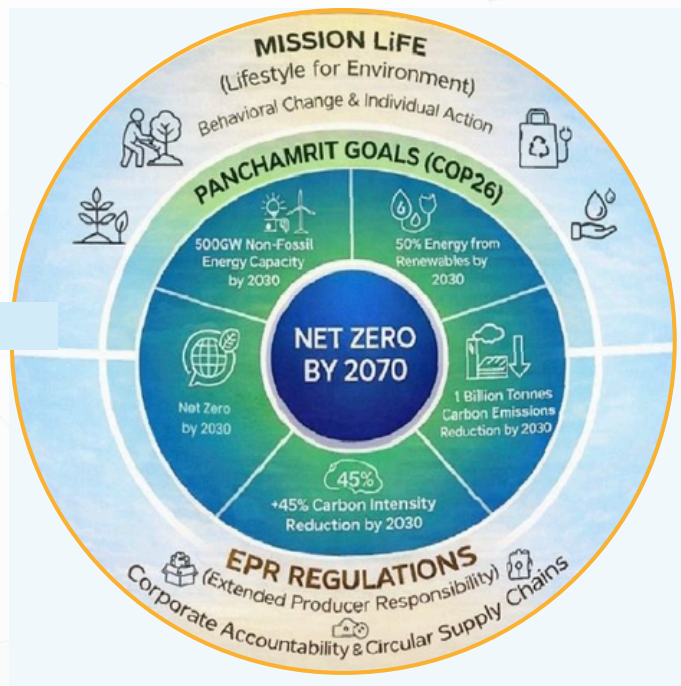 MISSION LiFE
(Lifestyle for Environment)
Behavioral Change & Individual Action
PANCHAMRIT GOALS (COP26)
500GW Non-Fossil
Energy Capacity
by 2030
50% Energy from
Renewables by
2030
NET ZERO
BY 2070
Net Zero
by 2030
1 Billion Tonnes
Carbon Emissions
Reduction by 2030
45%
+45% Carbon Intensity
Reduction by 2030
EPR REGULATIONS
(Extended Producer Responsibility)
Corporate Accountability & Circular Supply Chains